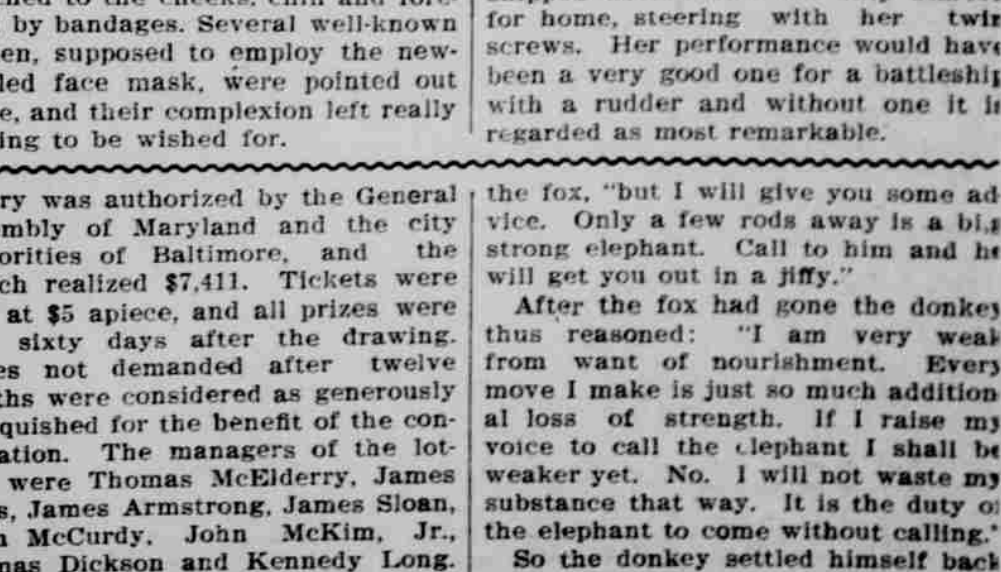 by bandages. Several well-known
en, supposed to employ the new-
led face mask, were pointed out
e, and their complexion left really
ing to be wished for.
for home, steering with her twin
screws. Her performance would have
been a very good one for a battleship
with a rudder and without one it is
regarded as most remarkable.
ry was authorized by the General
mbly of Maryland and the city
orities of Baltimore, and the
ch realized $7,411. Tickets were
at $5 apiece, and all prizes were
sixty days after the drawing.
es not demanded after twelve
ths were considered as generously
quished for the benefit of the con-
ation. The managers of the lot-
were Thomas McElderry, James
s, James Armstrong, James Sloan,
McCurdy, John McKim, Jr.,
mas Dickson and Kennedy Long.
the fox, "but I will give you some ad
vice. Only a few rods away is a big
strong elephant. Call to him and he
will get you out in a jiffy."
After the fox had gone the donkey
thus reasoned: "I am very weak
from want of nourishment. Every
move I make is just so much addition
al loss of strength. If I raise my
voice to call the elephant I shall be
weaker yet. No. I will not waste my
substance that way. It is the duty of
the elephant to come without calling."
So the donkey settled himself back